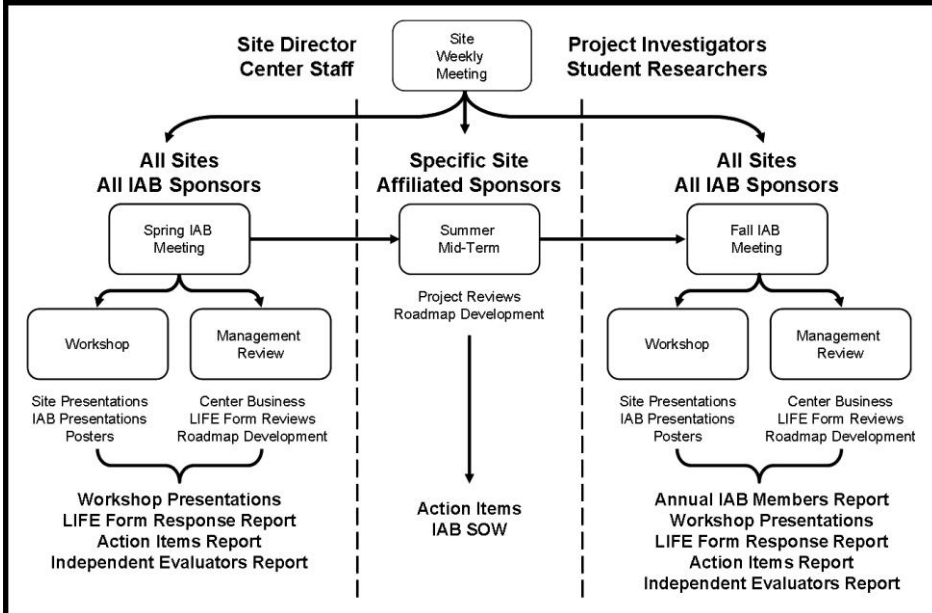 Site Director
Center Staff
Site
Weekly
Meeting
Project Investigators
Student Researchers
All Sites
All IAB Sponsors
Spring IAB
Meeting
Workshop
Management
Review
Site Presentations
IAB Presentations
Posters
Center Business
LIFE Form Reviews
Roadmap Development
Workshop Presentations
LIFE Form Response Report
Action Items Report
Independent Evaluators Report
Specific Site
Affiliated Sponsors
Summer
Mid-Term
Project Reviews
Roadmap Development
Action Items
IAB SOW
All Sites
All IAB Sponsors
Fall IAB
Meeting
Workshop
Management
Review
Site Presentations
IAB Presentations
Posters
Center Business
LIFE Form Reviews
Roadmap Development
Annual IAB Members Report
Workshop Presentations
LIFE Form Response Report
Action Items Report
Independent Evaluators Report